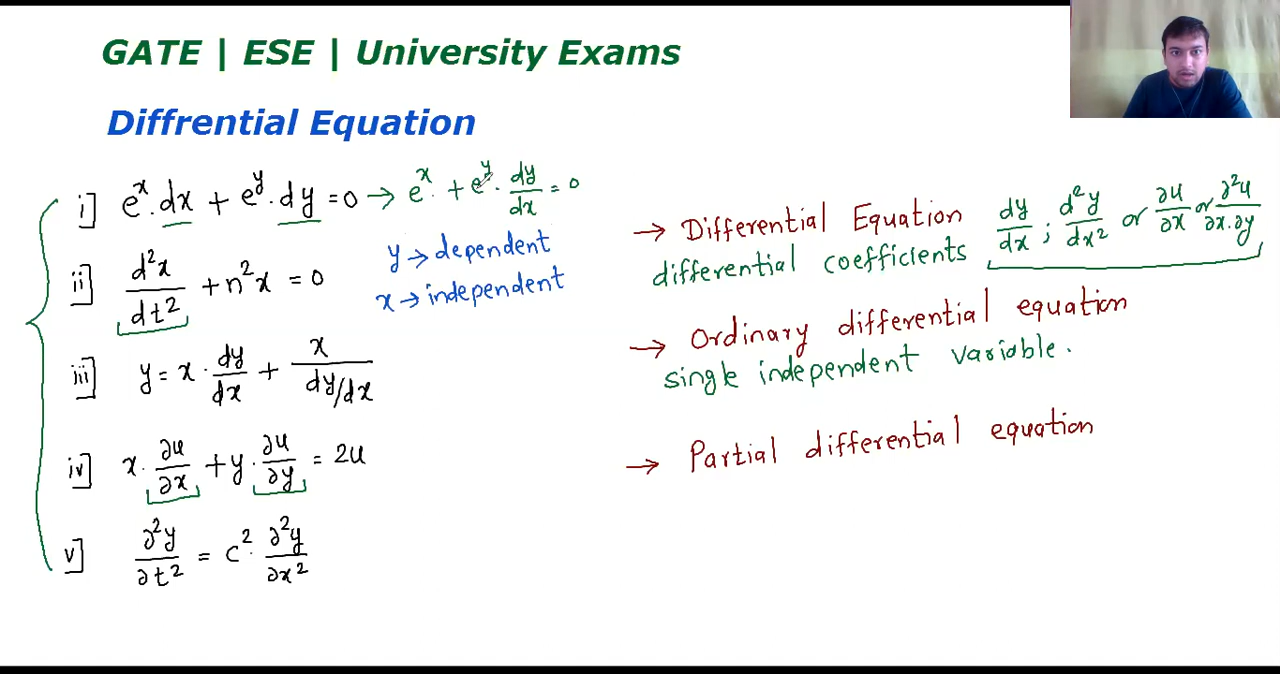 GATE | ESE | University Exams
Diffrential Equation
i] e^x.dx + e^y.dy = 0 → e^x. + e^y. dy/dx = 0
y → dependent
x → independent
ii] d²x/dt² + n²x = 0
iii] y = x.dy/dx + x/(dy/dx)
iv] x.∂u/∂x + y.∂u/∂y = 2u
v] ∂²y/∂t² = c².∂²y/∂x²
→ Differential Equation
differential coefficients dy/dx ; d²y/dx² or ∂u/∂x or ∂²u/∂x.∂y
→ Ordinary differential equation
single independent variable.
→ Partial differential equation